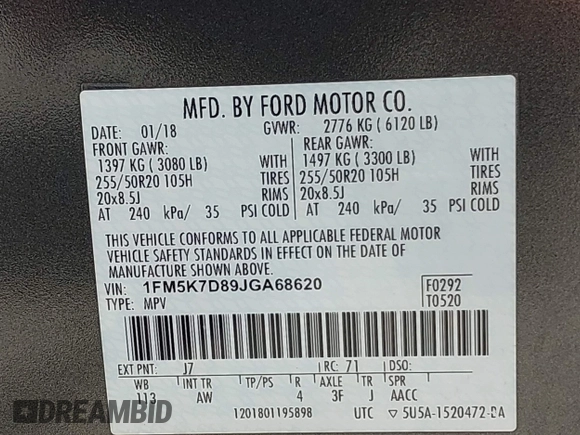 MFD. BY FORD MOTOR CO.
DATE: 01/18 GVWR: 2776 KG ( 6120 LB)
FRONT GAWR: REAR GAWR:
1397 KG ( 3080 LB) WITH 1497 KG ( 3300 LB) WITH
255/50R20 105H TIRES 255/50R20 105H TIRES
20x8.5J RIMS 20x8.5J RIMS
AT 240 kPa/ 35 PSI COLD AT 240 kPa/ 35 PSI COLD
THIS VEHICLE CONFORMS TO ALL APPLICABLE FEDERAL MOTOR
VEHICLE SAFETY STANDARDS IN EFFECT ON THE DATE OF
MANUFACTURE SHOWN ABOVE.
VIN: 1FM5K7D89JGA68620 F0292
TYPE: MPV T0520
EXT PNT: J7 RC: 71 DSO:
WB INT TR TP/PS R AXLE TR SPR
113 AW 4 3F J AACC
1201801195898 UTC ▽ 5U5A-1520472-BA
© RIDESAFELY